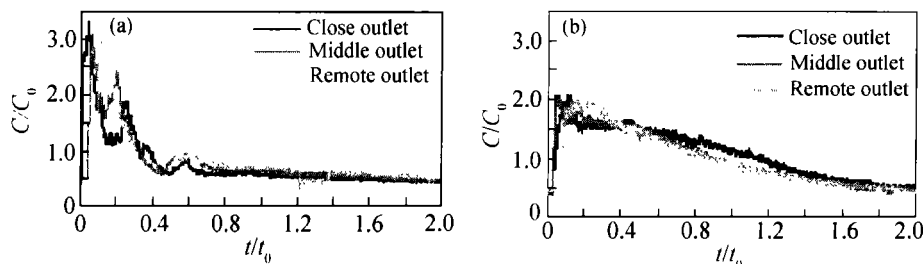 (a)
Close outlet
Middle outlet
Remote outlet
3.0
2.0
1.0
0
C/C₀
0 0.4 0.8 1.2 1.6 2.0
t/t₀
(b)
Close outlet
Middle outlet
Remote outlet
3.0
2.0
1.0
0
C/C₀
0 0.4 0.8 1.2 1.6 2.0
t/t₀